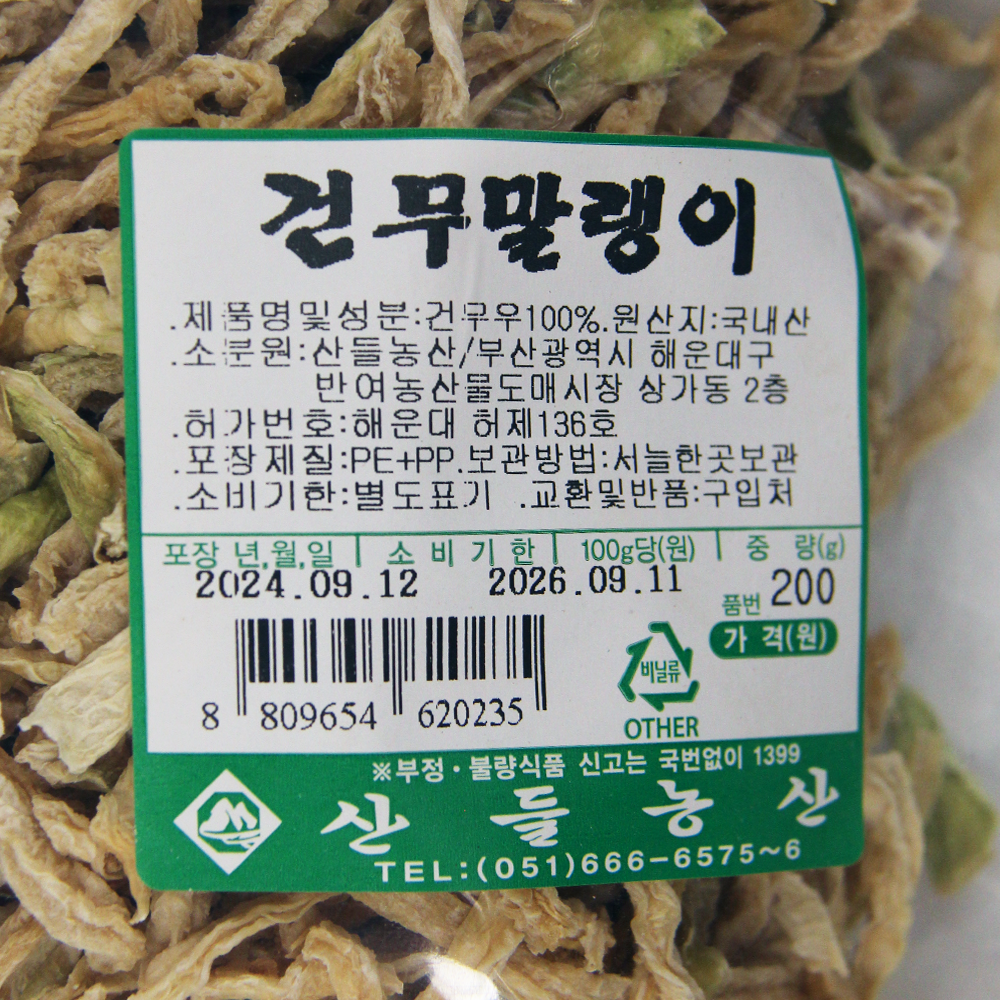 건무말랭이
.제품명및성분:건무우100%.원산지:국내산
.소분원:산들농산/부산광역시 해운대구
반여농산물도매시장 상가동 2층
.허가번호:해운대 허제136호
.포장제질:PE+PP.보관방법:서늘한곳보관
.소비기한:별도표기 .교환및반품:구입처
포장 년.월.일 | 소 비 기 한 | 100g당(원) | 중 량(g)
2024.09.12 2026.09.11 200
품번
가 격(원)
비닐류
OTHER
8 809654 620235
※부정·불량식품 신고는 국번없이 1399
산들농산
TEL:(051)666-6575~6